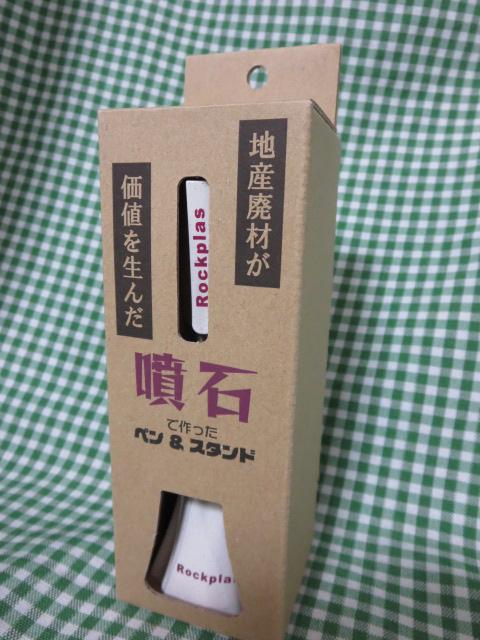 地産廃材が
価値を生んだ
Rockplas
噴石
で作った
ペン & スタンド
Rockplas